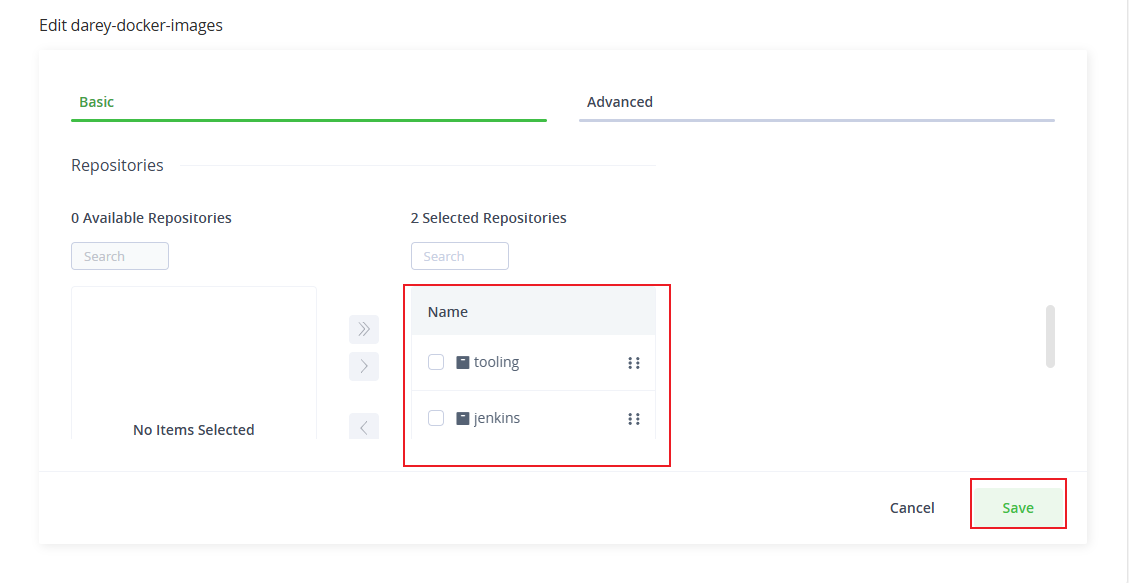 Edit darey-docker-images
Basic
Advanced
Repositories
0 Available Repositories
2 Selected Repositories
Search
Search
Name
tooling
jenkins
No Items Selected
Cancel
Save